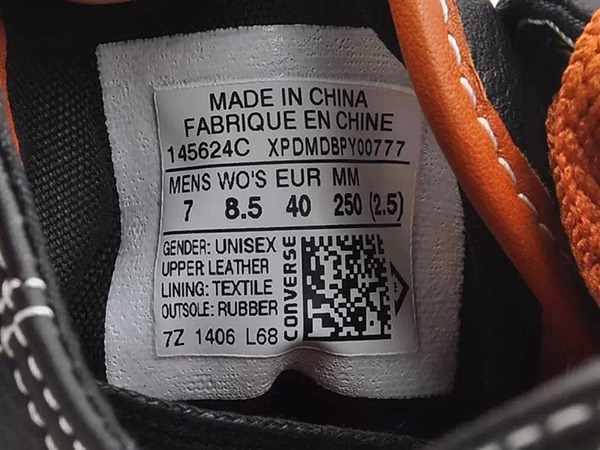 MADE IN CHINA
FABRIQUE EN CHINE
145624C XPDMDBPY00777
MENS WO'S EUR MM
7 8.5 40 250 (2.5)
GENDER: UNISEX
UPPER LEATHER
LINING: TEXTILE
OUTSOLE: RUBBER
7Z 1406 L68
CONVERSE